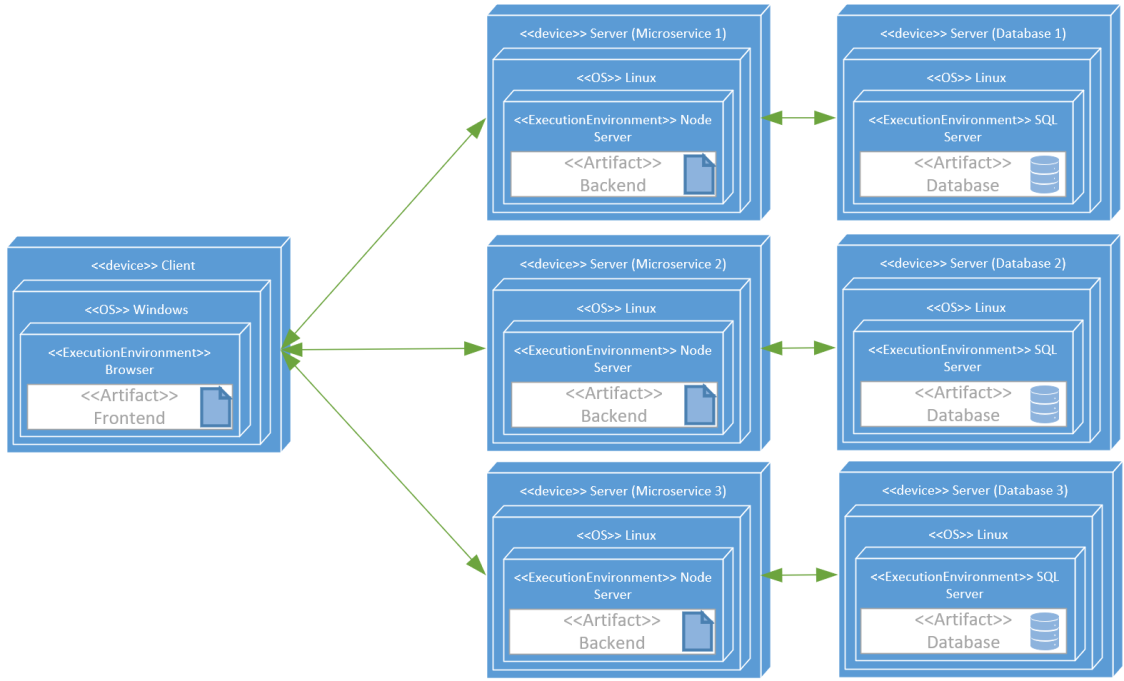 <<device>> Client
<<OS>> Windows
<<ExecutionEnvironment>>
Browser
<<Artifact>>
Frontend
<<device>> Server (Microservice 1)
<<OS>> Linux
<<ExecutionEnvironment>> Node
Server
<<Artifact>>
Backend
<<device>> Server (Database 1)
<<OS>> Linux
<<ExecutionEnvironment>> SQL
Server
<<Artifact>>
Database
<<device>> Server (Microservice 2)
<<OS>> Linux
<<ExecutionEnvironment>> Node
Server
<<Artifact>>
Backend
<<device>> Server (Database 2)
<<OS>> Linux
<<ExecutionEnvironment>> SQL
Server
<<Artifact>>
Database
<<device>> Server (Microservice 3)
<<OS>> Linux
<<ExecutionEnvironment>> Node
Server
<<Artifact>>
Backend
<<device>> Server (Database 3)
<<OS>> Linux
<<ExecutionEnvironment>> SQL
Server
<<Artifact>>
Database